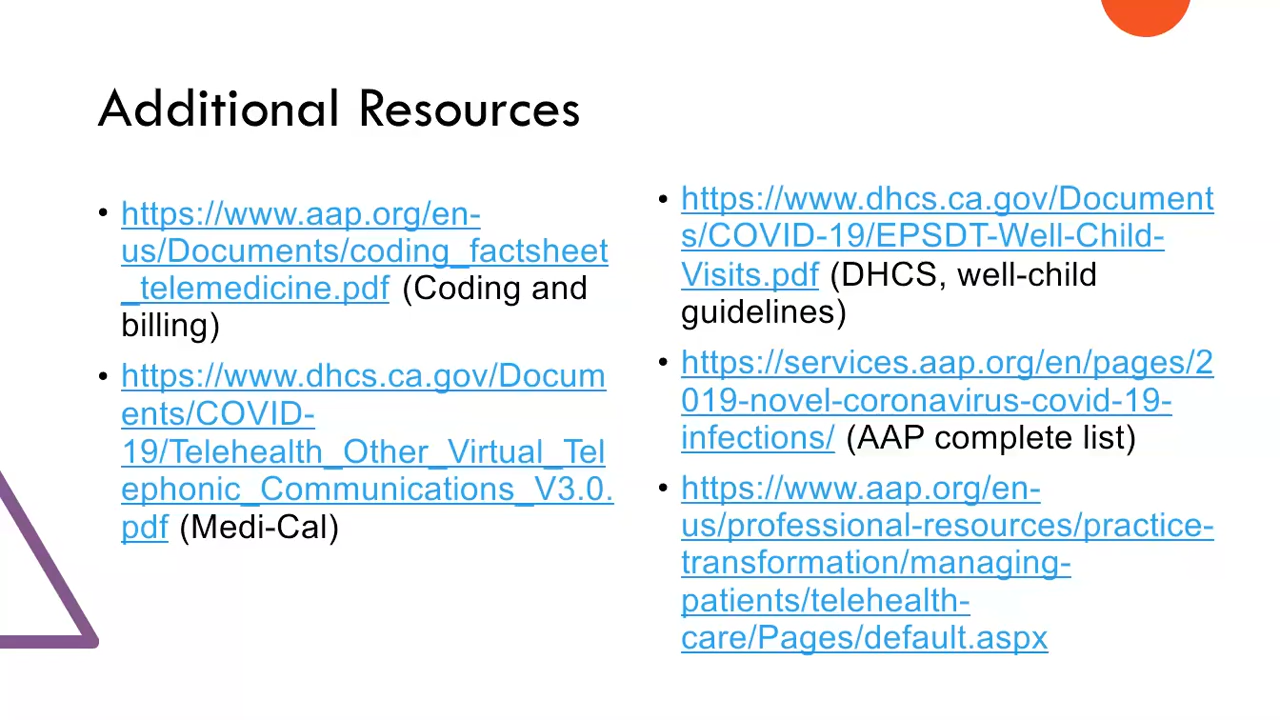 Additional Resources
• https://www.aap.org/en-
us/Documents/coding_factsheet
_telemedicine.pdf (Coding and
billing)
• https://www.dhcs.ca.gov/Docum
ents/COVID-
19/Telehealth_Other_Virtual_Tel
ephonic_Communications_V3.0.
pdf (Medi-Cal)
• https://www.dhcs.ca.gov/Document
s/COVID-19/EPSDT-Well-Child-
Visits.pdf (DHCS, well-child
guidelines)
• https://services.aap.org/en/pages/2
019-novel-coronavirus-covid-19-
infections/ (AAP complete list)
• https://www.aap.org/en-
us/professional-resources/practice-
transformation/managing-
patients/telehealth-
care/Pages/default.aspx